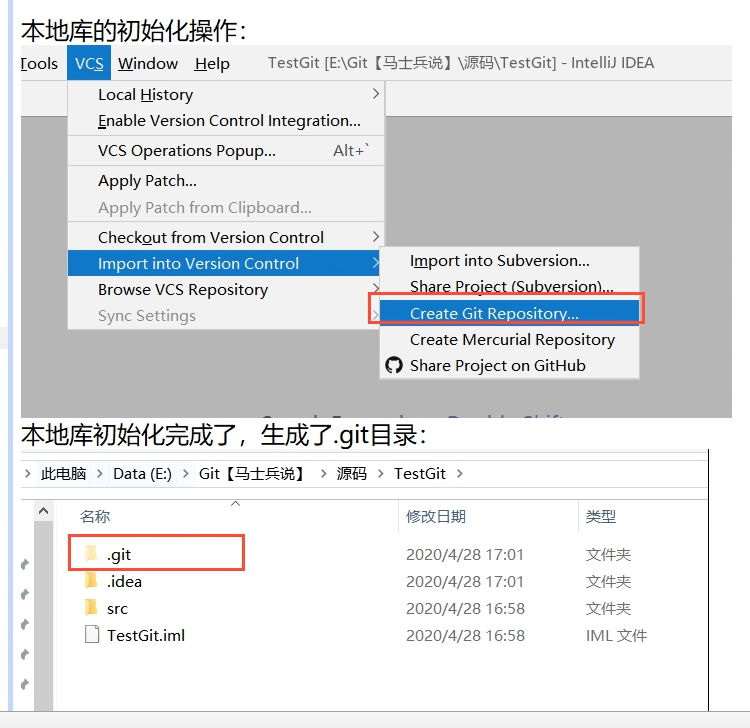 本地库的初始化操作：
Tools VCS Window Help TestGit [E:\Git【马士兵说】\源码\TestGit] - IntelliJ IDEA
Local History
Enable Version Control Integration...
VCS Operations Popup... Alt+`
Apply Patch...
Apply Patch from Clipboard...
Checkout from Version Control
Import into Version Control
Browse VCS Repository
Sync Settings
Import into Subversion...
Share Project (Subversion)...
Create Git Repository...
Create Mercurial Repository
Share Project on GitHub
本地库初始化完成了，生成了.git目录：
此电脑 > Data (E:) > Git【马士兵说】 > 源码 > TestGit >
名称 修改日期 类型
.git 2020/4/28 17:01 文件夹
.idea 2020/4/28 17:01 文件夹
src 2020/4/28 16:58 文件夹
TestGit.iml 2020/4/28 16:58 IML 文件